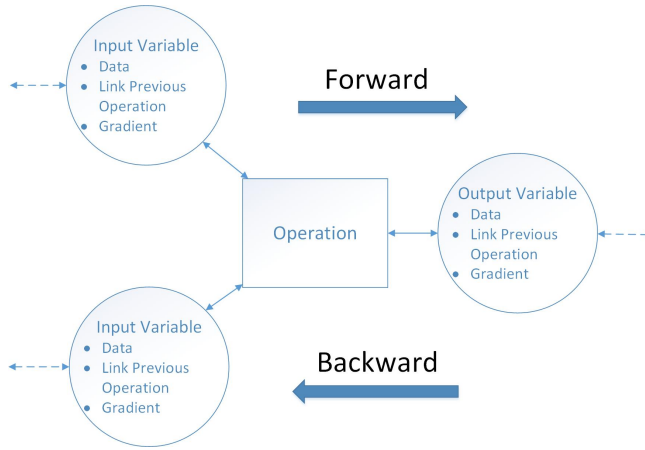 Input Variable
● Data
● Link Previous
Operation
● Gradient
Forward
Operation
Output Variable
● Data
● Link Previous
Operation
● Gradient
Input Variable
● Data
● Link Previous
Operation
● Gradient
Backward